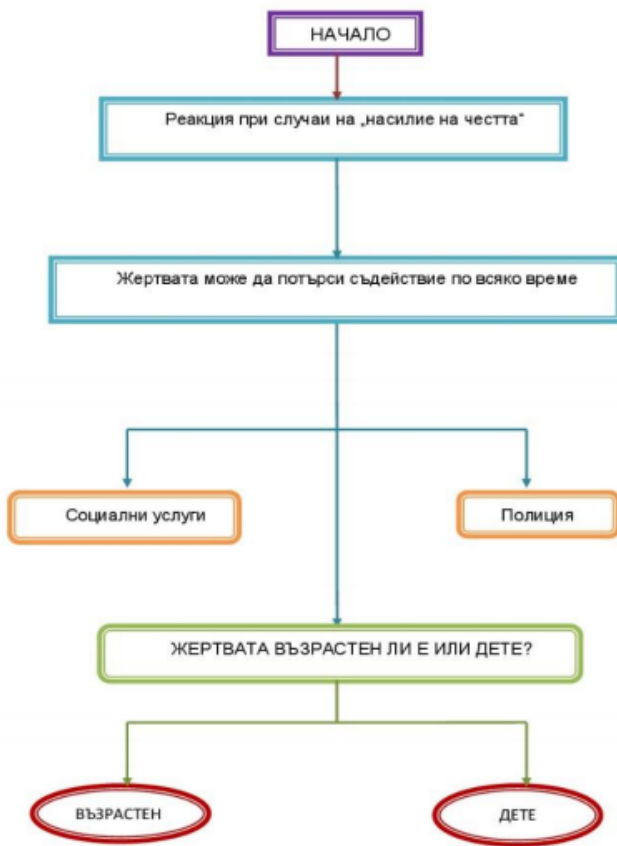 НАЧАЛО
Реакция при случаи на „насилие на честта“
Жертвата може да потърси съдействие по всяко време
Социални услуги
Полиция
ЖЕРТВАТА ВЪЗРАСТЕН ЛИ Е ИЛИ ДЕТЕ?
ВЪЗРАСТЕН
ДЕТЕ